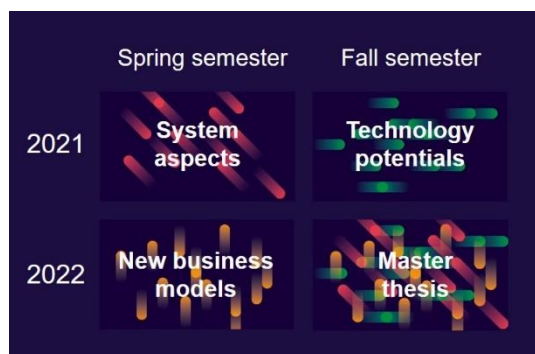 Spring semester
Fall semester
2021
System
aspects
Technology
potentials
2022
New business
models
Master
thesis